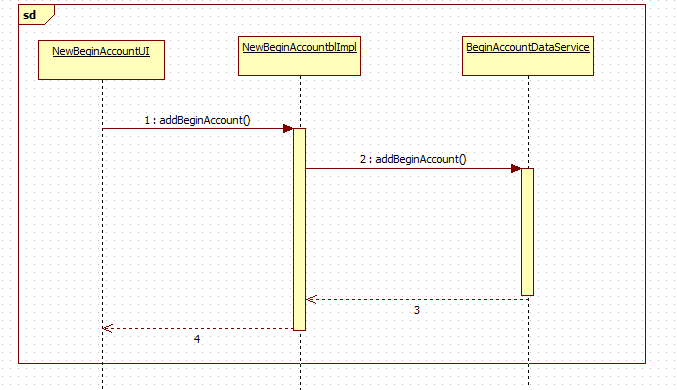 sd
NewBeginAccountUI
NewBeginAccountblImpl
BeginAccountDataService
1 : addBeginAccount()
2 : addBeginAccount()
3
4